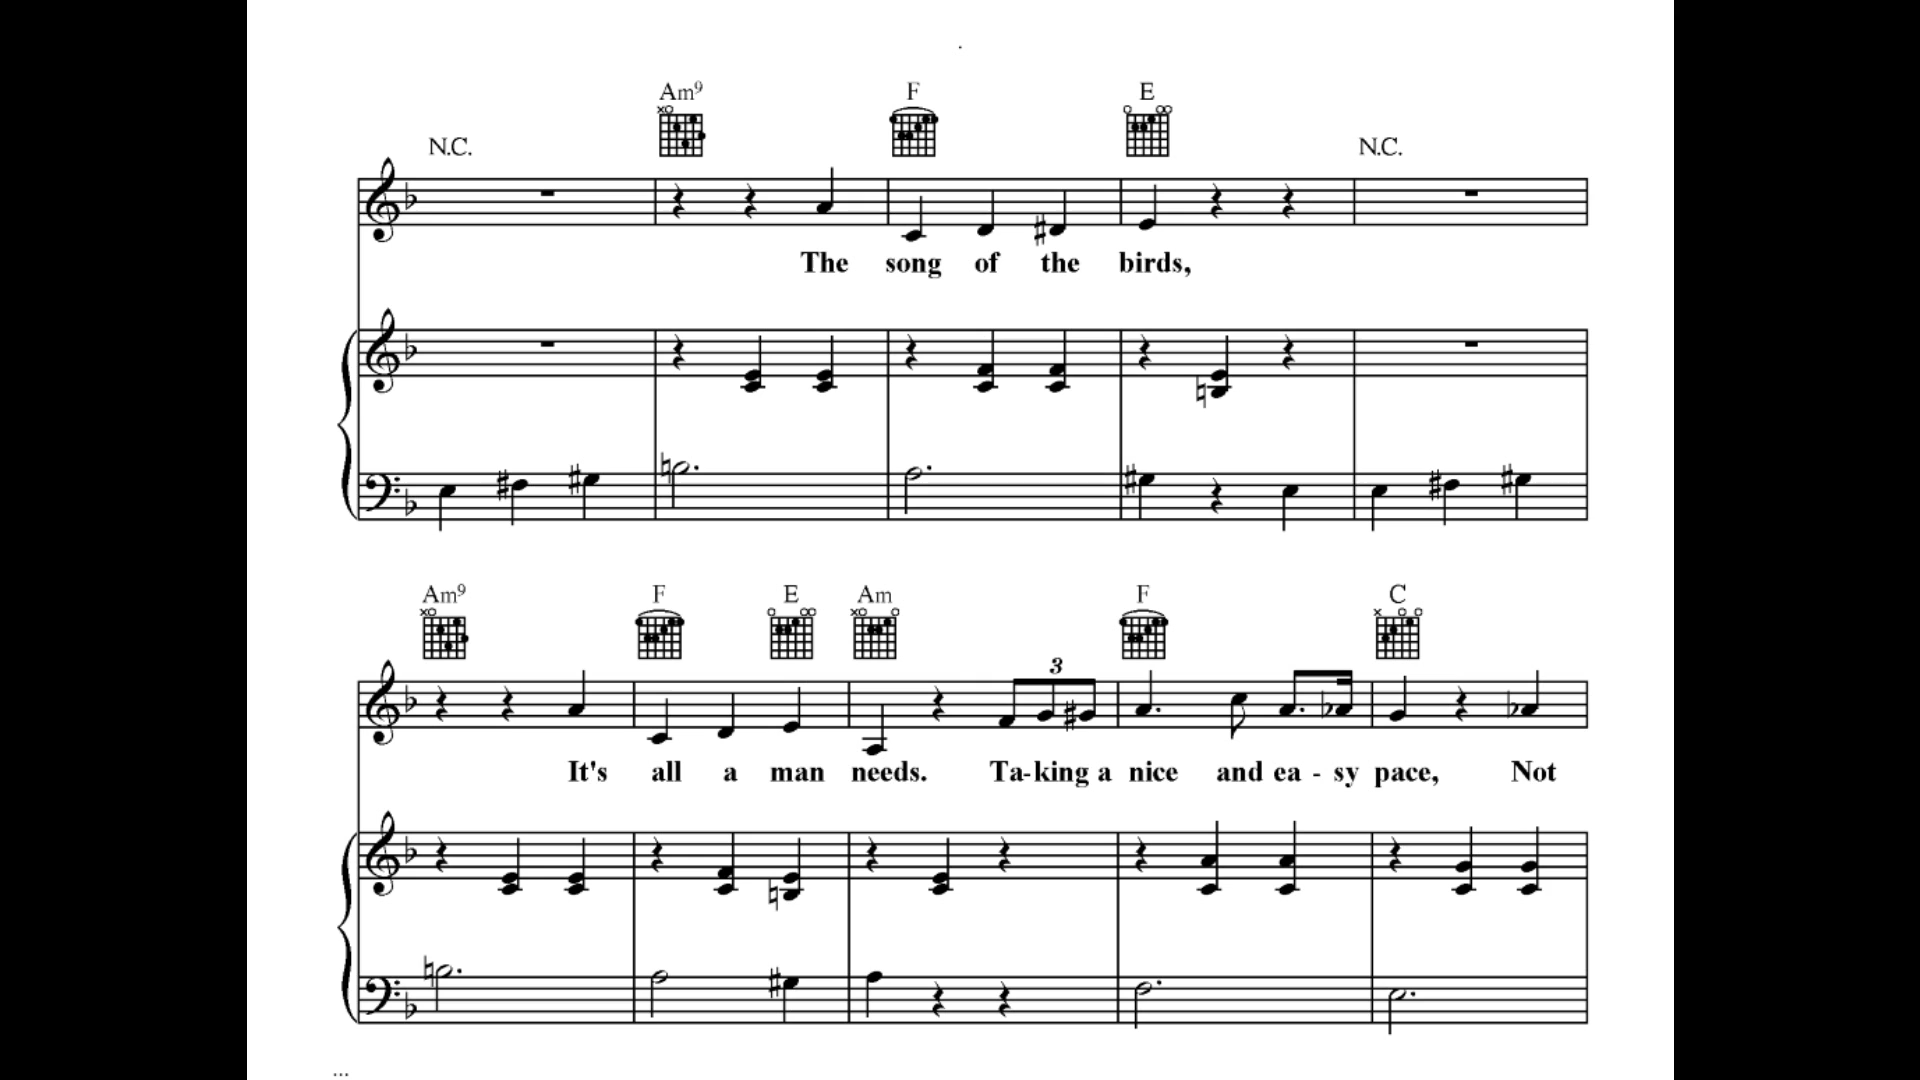 Am9 F E
N.C. N.C.
The song of the birds,
Am9 F E Am F C
3
It's all a man needs. Ta-king a nice and ea - sy pace, Not
...